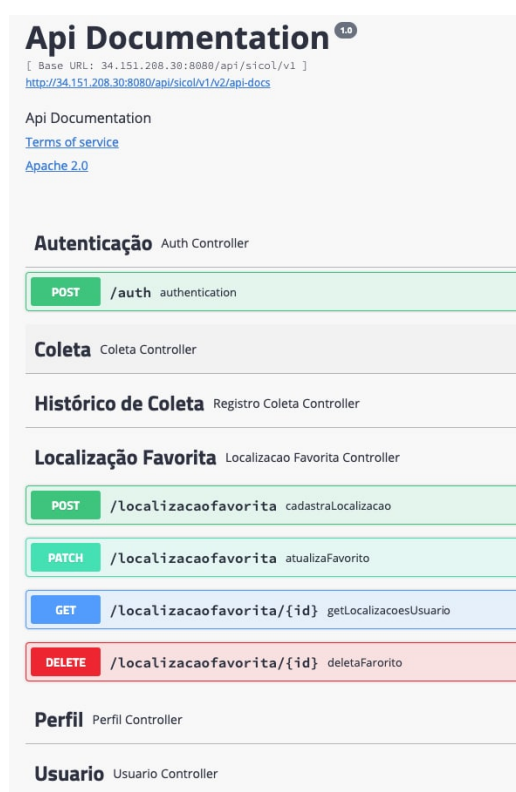 Api Documentation 1.0
[ Base URL: 34.151.208.30:8080/api/sicol/v1 ]
http://34.151.208.30:8080/api/sicol/v1/v2/api-docs
Api Documentation
Terms of service
Apache 2.0
Autenticação Auth Controller
POST /auth authentication
Coleta Coleta Controller
Histórico de Coleta Registro Coleta Controller
Localização Favorita Localizacao Favorita Controller
POST /localizacaofavorita cadastraLocalizacao
PATCH /localizacaofavorita atualizaFavorito
GET /localizacaofavorita/{id} getLocalizacoesUsuario
DELETE /localizacaofavorita/{id} deletaFarorito
Perfil Perfil Controller
Usuario Usuario Controller